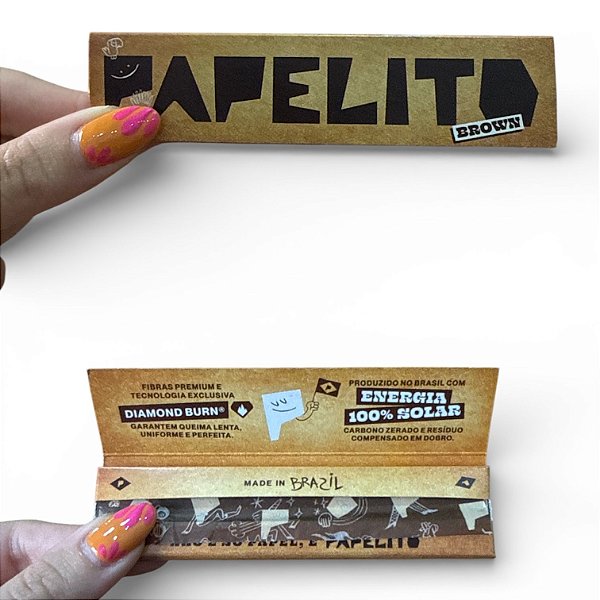 PAPELITO
BROWN
FIBRAS PREMIUM E
TECNOLOGIA EXCLUSIVA
DIAMOND BURN®
GARANTEM QUEIMA LENTA,
UNIFORME E PERFEITA.
PRODUZIDO NO BRASIL COM
ENERGIA
100% SOLAR
CARBONO ZERADO E RESÍDUO
COMPENSADO EM DOBRO.
MADE IN BRAZIL
PAPEL, É PAPELITO